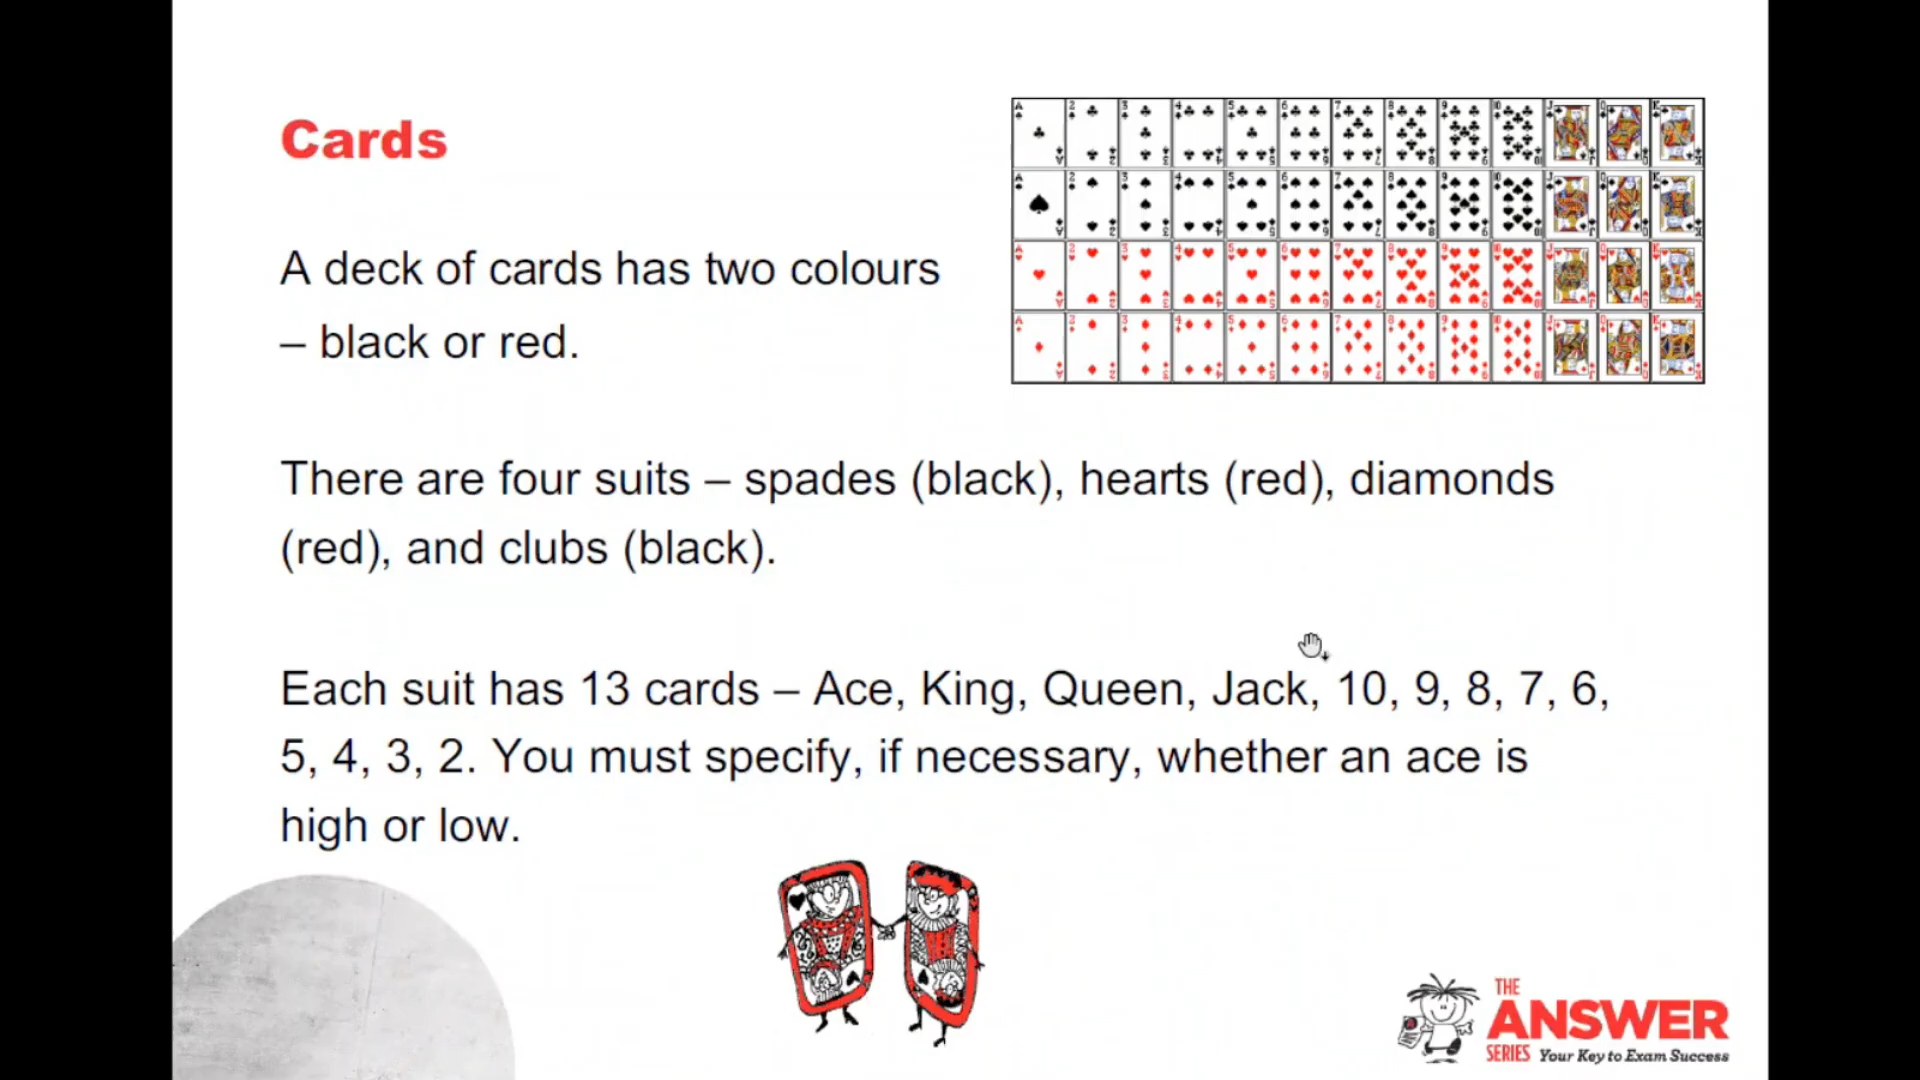 Cards
A deck of cards has two colours
– black or red.
There are four suits – spades (black), hearts (red), diamonds
(red), and clubs (black).
Each suit has 13 cards – Ace, King, Queen, Jack, 10, 9, 8, 7, 6,
5, 4, 3, 2. You must specify, if necessary, whether an ace is
high or low.
THE
ANSWER
SERIES Your Key to Exam Success